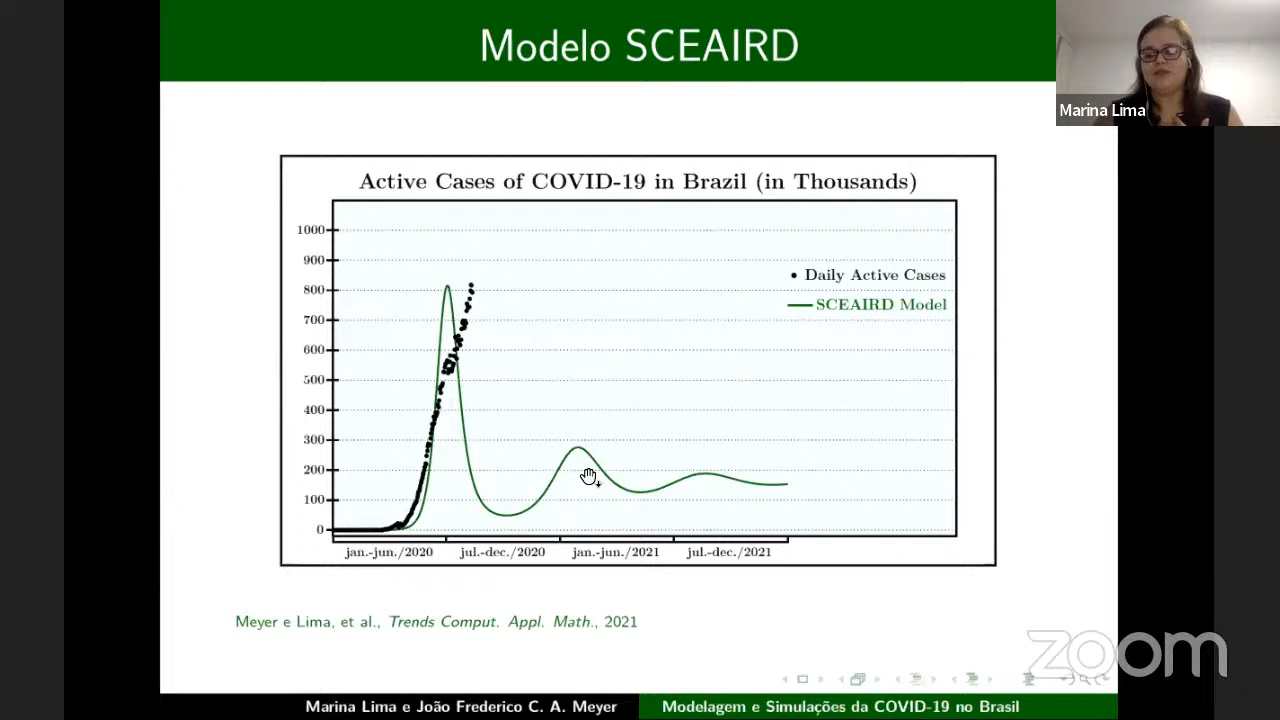 Modelo SCEAIRD
Marina Lima
Active Cases of COVID-19 in Brazil (in Thousands)
1000
900
800
700
600
500
400
300
200
100
0
Daily Active Cases
SCEAIRD Model
jan.-jun./2020 jul.-dec./2020 jan.-jun./2021 jul.-dec./2021
Meyer e Lima, et al., Trends Comput. Appl. Math., 2021
zoom
Marina Lima e João Frederico C. A. Meyer Modelagem e Simulações da COVID-19 no Brasil